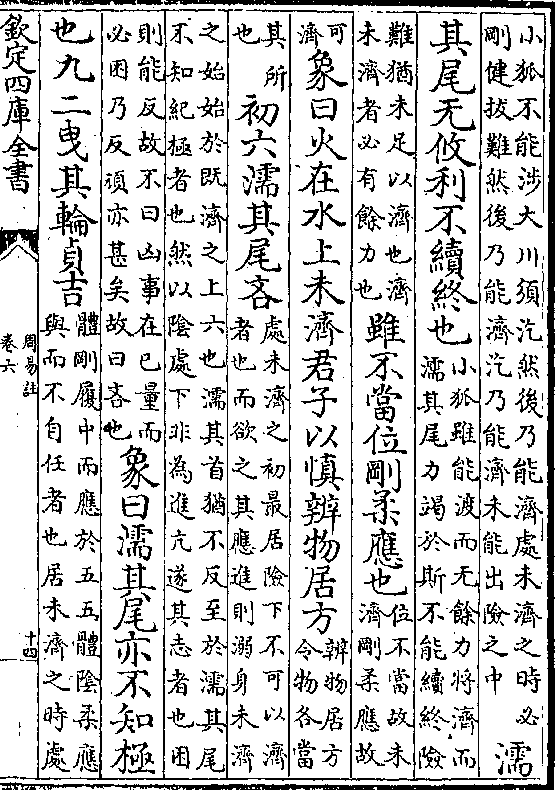 小狐不能涉大川須汔然後乃能濟處未濟之時必
剛健拔難然後乃能濟汔乃能濟未能出險之中
濡
其尾无攸利不續終也
小狐雖能渡而无餘力將濟而
濡其尾力竭於斯不能續終險
難猶未足以濟也濟
未濟者必有餘力也
雖不當位剛柔應也
位不當故未
濟剛柔應故
可
濟
象曰火在水上未濟君子以慎辨物居方
辨物居方
令物各當
其所
也
初六濡其尾吝
處未濟之初最居險下不可以濟
者也而欲之其應進則溺身未濟
之始始於既濟之上六也濡其首猶不反至於濡其尾
不知紀極者也然以陰處下非為進亢遂其志者也困
則能反故不曰凶事在已量而
必困乃反頑亦甚矣故曰吝也
象曰濡其尾亦不知極
也九二曳其輪貞吉
體剛履中而應於五五體陰柔應
與而不自任者也居未濟之時處
欽定四庫全書
周易註
卷六
十四